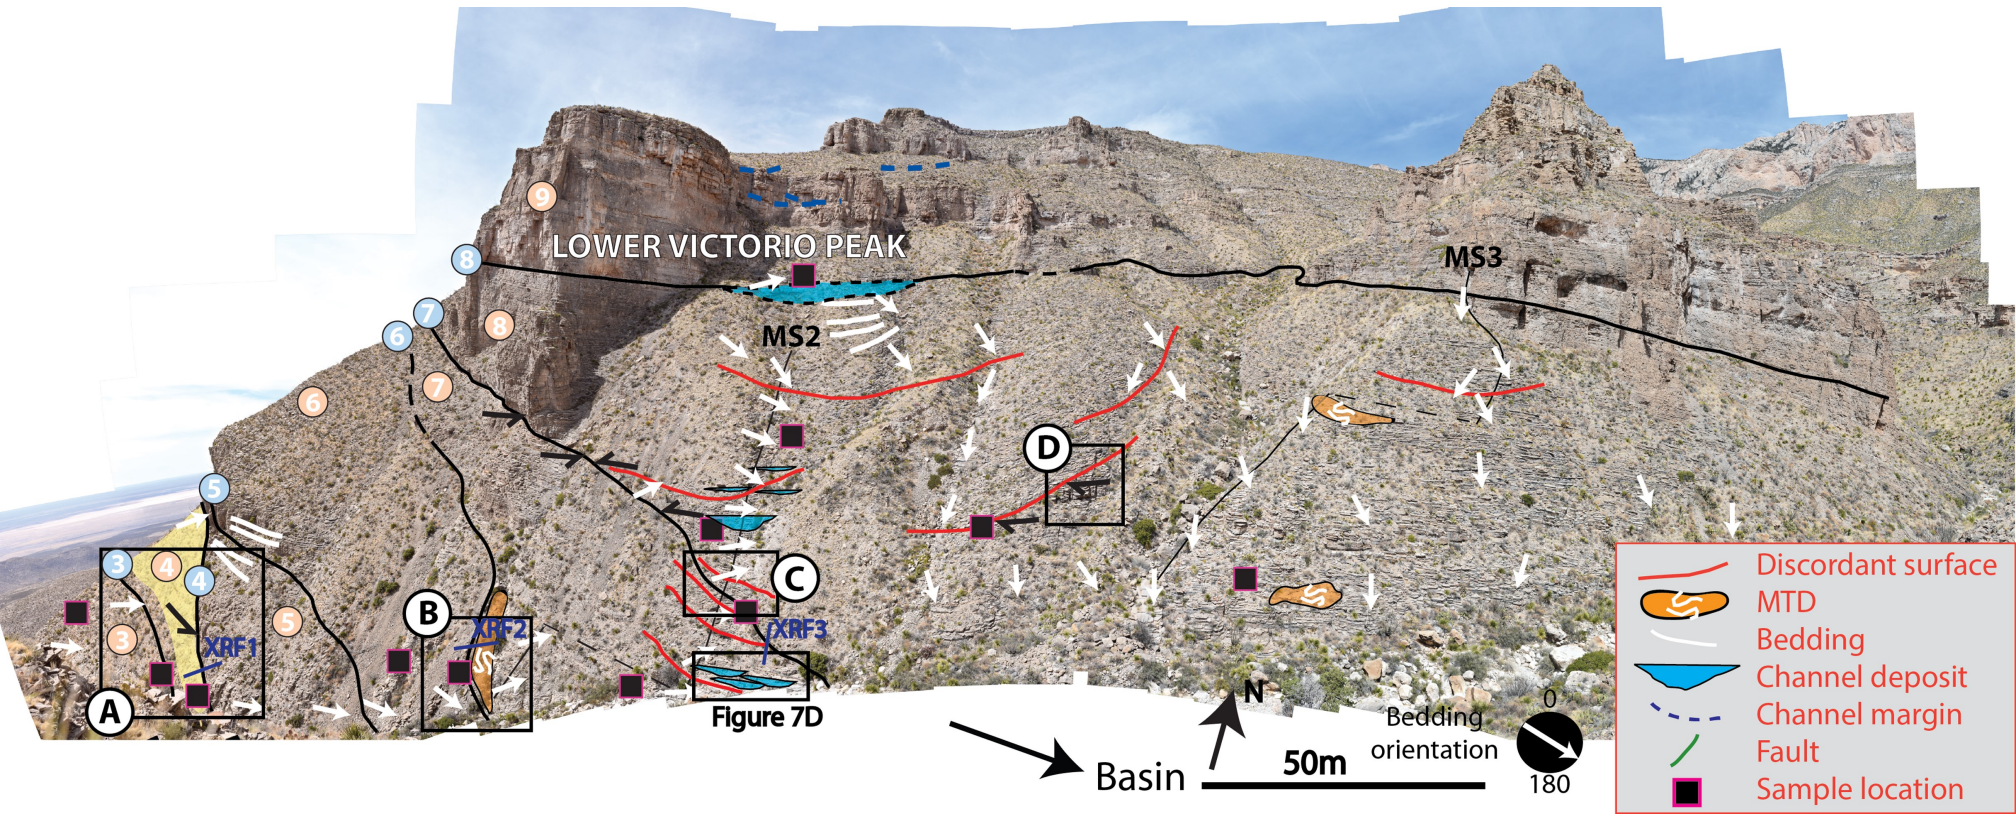 9
LOWER VICTORIO PEAK
8
MS3
7
8
6
MS2
7
6
D
5
3
4
4
C
B
5
XRF2
XRF3
3
XRF1
A
Figure 7D
N
Basin
50m
Bedding
orientation
0
180
Discordant surface
MTD
Bedding
Channel deposit
Channel margin
Fault
Sample location